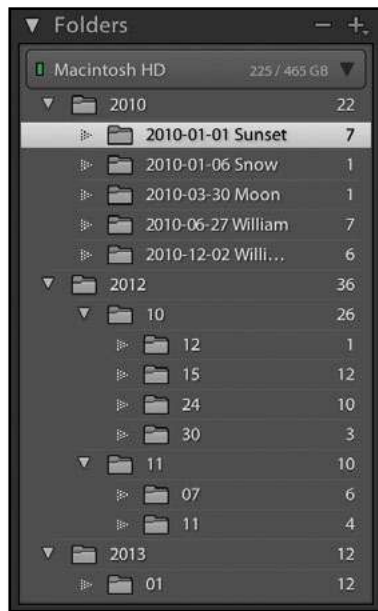 Folders
Macintosh HD 225 / 465 GB
2010 22
2010-01-01 Sunset 7
2010-01-06 Snow 1
2010-03-30 Moon 1
2010-06-27 William 7
2010-12-02 Willi... 6
2012 36
10 26
12 1
15 12
24 10
30 3
11 10
07 6
11 4
2013 12
01 12